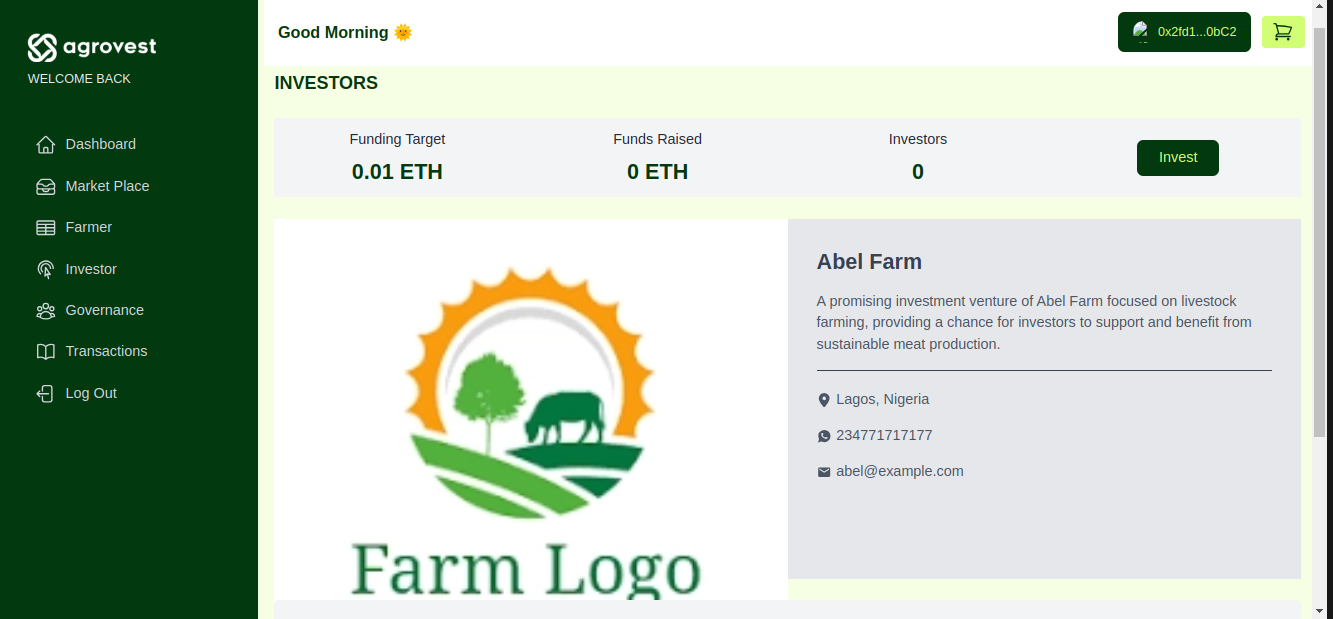 agrovest
WELCOME BACK
Dashboard
Market Place
Farmer
Investor
Governance
Transactions
Log Out
Good Morning 🌞
0x2fd1...0bC2
INVESTORS
Funding Target
0.01 ETH
Funds Raised
0 ETH
Investors
0
Invest
Farm Logo
Abel Farm
A promising investment venture of Abel Farm focused on livestock
farming, providing a chance for investors to support and benefit from
sustainable meat production.
Lagos, Nigeria
234771717177
abel@example.com